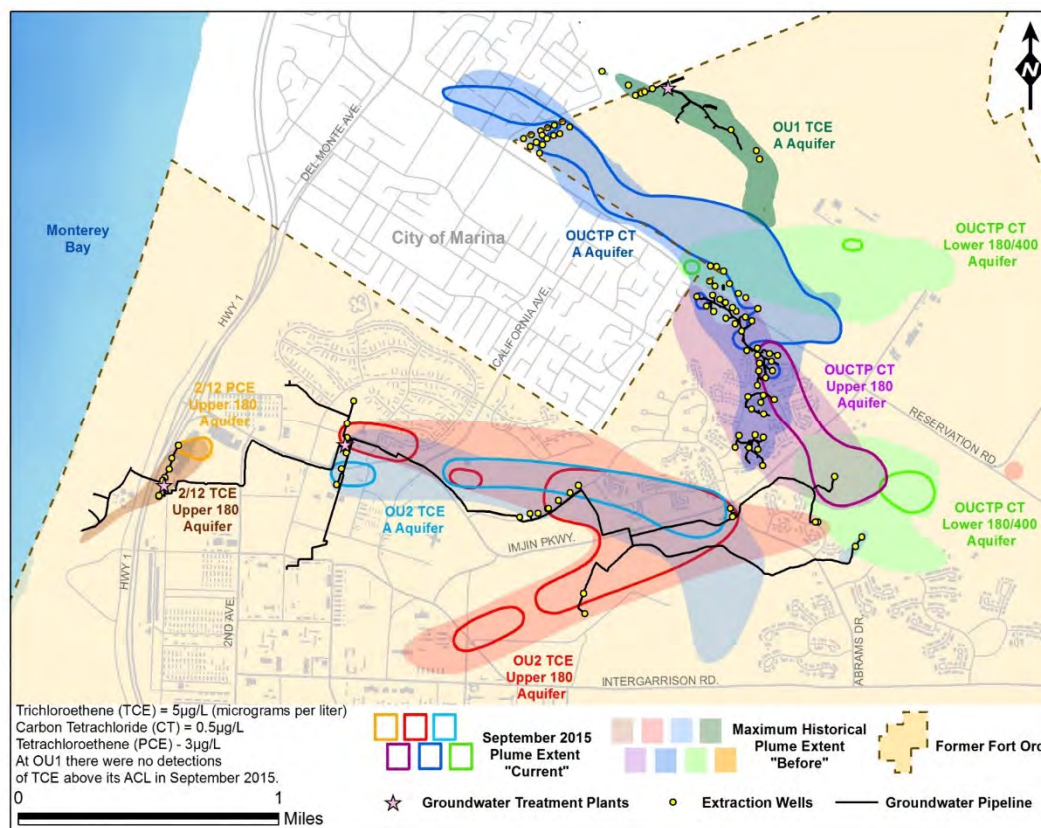 N
OU1 TCE
A Aquifer
DEL MONTE AVE.
Monterey
Bay
City of Marina
OUCTP CT
A Aquifer
OUCTP CT
Lower 180/400
Aquifer
HWY 1
CALIFORNIA AVE.
2/12 PCE
Upper 180
Aquifer
OUCTP CT
Upper 180
Aquifer
RESERVATION RD.
2/12 TCE
Upper 180
Aquifer
OU2 TCE
A Aquifer
OUCTP CT
Lower 180/400
Aquifer
IMJIN PKWY.
HWY 1
2ND AVE.
OU2 TCE
Upper 180
Aquifer
ABRAMS DR.
INTERGARRISON RD.
Trichloroethene (TCE) = 5µg/L (micrograms per liter)
Carbon Tetrachloride (CT) = 0.5µg/L
Tetrachloroethene (PCE) - 3µg/L
At OU1 there were no detections
of TCE above its ACL in September 2015.
0 1
Miles
September 2015
Plume Extent
"Current"
Maximum Historical
Plume Extent
"Before"
Former Fort Ord
Groundwater Treatment Plants
Extraction Wells
Groundwater Pipeline